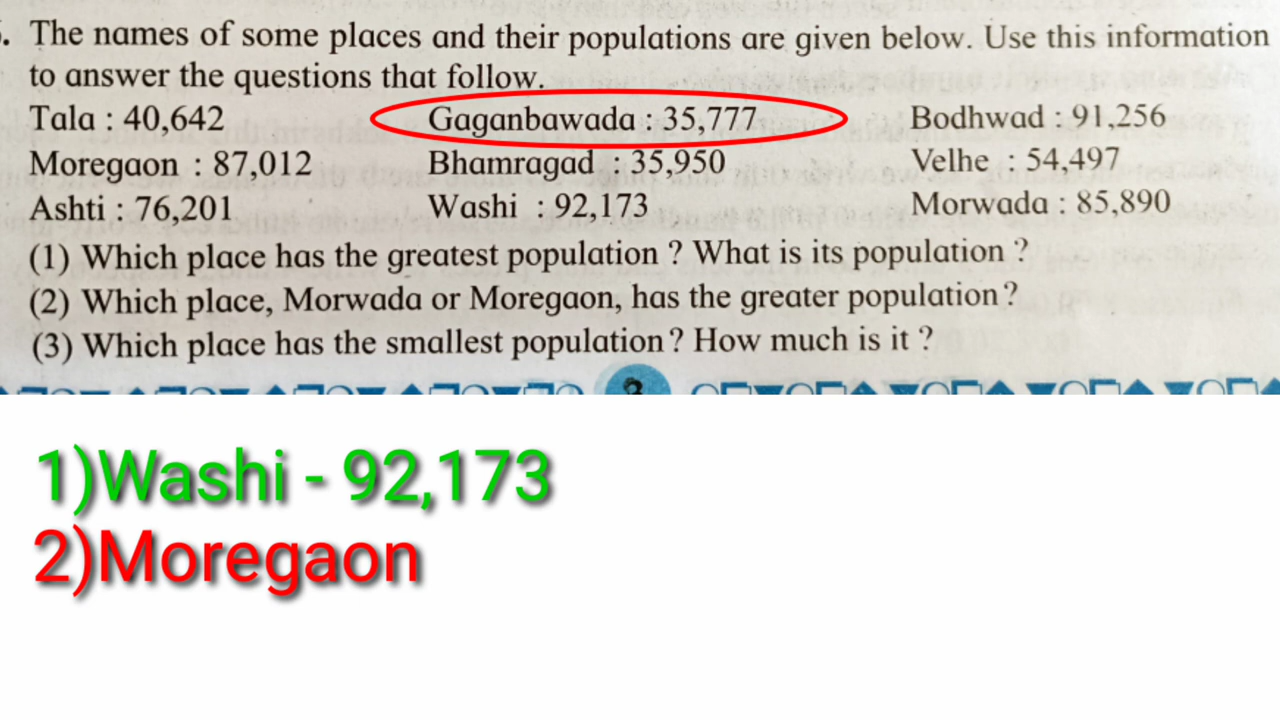 . The names of some places and their populations are given below. Use this information
to answer the questions that follow.
Tala : 40,642 Gaganbawada : 35,777 Bodhwad : 91,256
Moregaon : 87,012 Bhamragad : 35,950 Velhe : 54,497
Ashti : 76,201 Washi : 92,173 Morwada : 85,890
(1) Which place has the greatest population ? What is its population ?
(2) Which place, Morwada or Moregaon, has the greater population ?
(3) Which place has the smallest population ? How much is it ?
3
1)Washi - 92,173
2)Moregaon